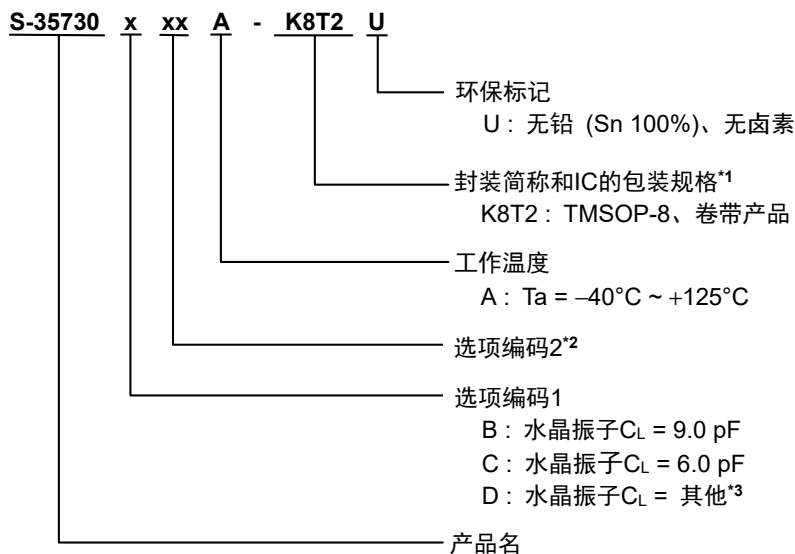 S-35730 x xx A - K8T2 U
环保标记
U : 无铅 (Sn 100%)、无卤素
封装简称和IC的包装规格*1
K8T2 : TMSOP-8、卷带产品
工作温度
A : Ta = −40°C ~ +125°C
选项编码2*2
选项编码1
B : 水晶振子CL = 9.0 pF
C : 水晶振子CL = 6.0 pF
D : 水晶振子CL = 其他*3
产品名